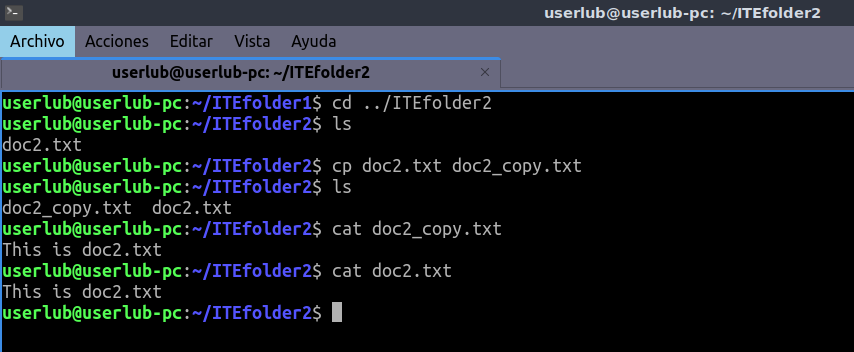 userlub@userlub-pc: ~/ITEfolder2
Archivo Acciones Editar Vista Ayuda
userlub@userlub-pc: ~/ITEfolder2 ×
userlub@userlub-pc:~/ITEfolder1$ cd ../ITEfolder2
userlub@userlub-pc:~/ITEfolder2$ ls
doc2.txt
userlub@userlub-pc:~/ITEfolder2$ cp doc2.txt doc2_copy.txt
userlub@userlub-pc:~/ITEfolder2$ ls
doc2_copy.txt  doc2.txt
userlub@userlub-pc:~/ITEfolder2$ cat doc2_copy.txt
This is doc2.txt
userlub@userlub-pc:~/ITEfolder2$ cat doc2.txt
This is doc2.txt
userlub@userlub-pc:~/ITEfolder2$